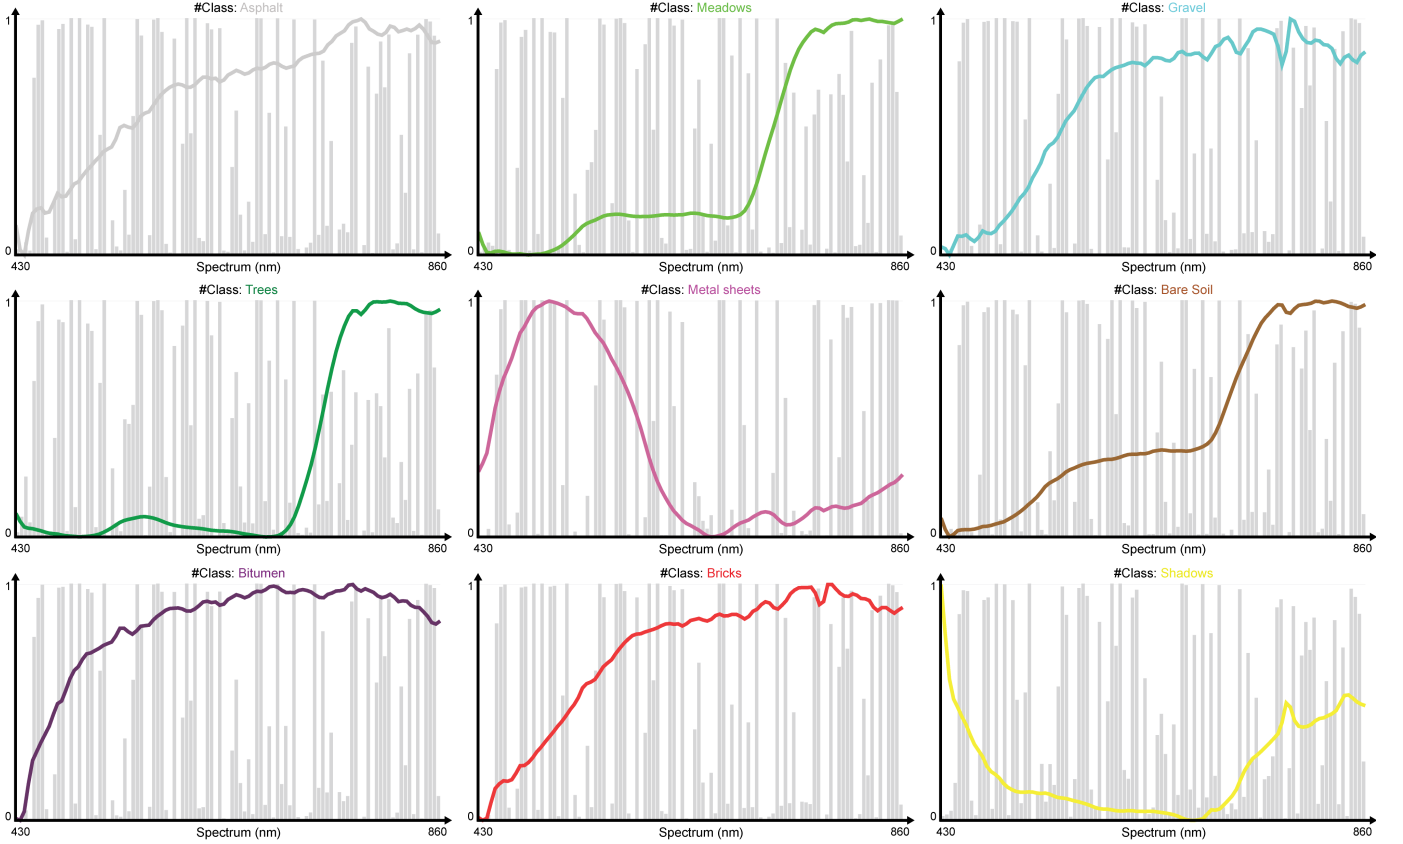 #Class: Asphalt
1
0
430
Spectrum (nm)
860
#Class: Meadows
1
0
430
Spectrum (nm)
860
#Class: Gravel
1
0
430
Spectrum (nm)
860
#Class: Trees
1
0
430
Spectrum (nm)
860
#Class: Metal sheets
1
0
430
Spectrum (nm)
860
#Class: Bare Soil
1
0
430
Spectrum (nm)
860
#Class: Bitumen
1
0
430
Spectrum (nm)
860
#Class: Bricks
1
0
430
Spectrum (nm)
860
#Class: Shadows
1
0
430
Spectrum (nm)
860